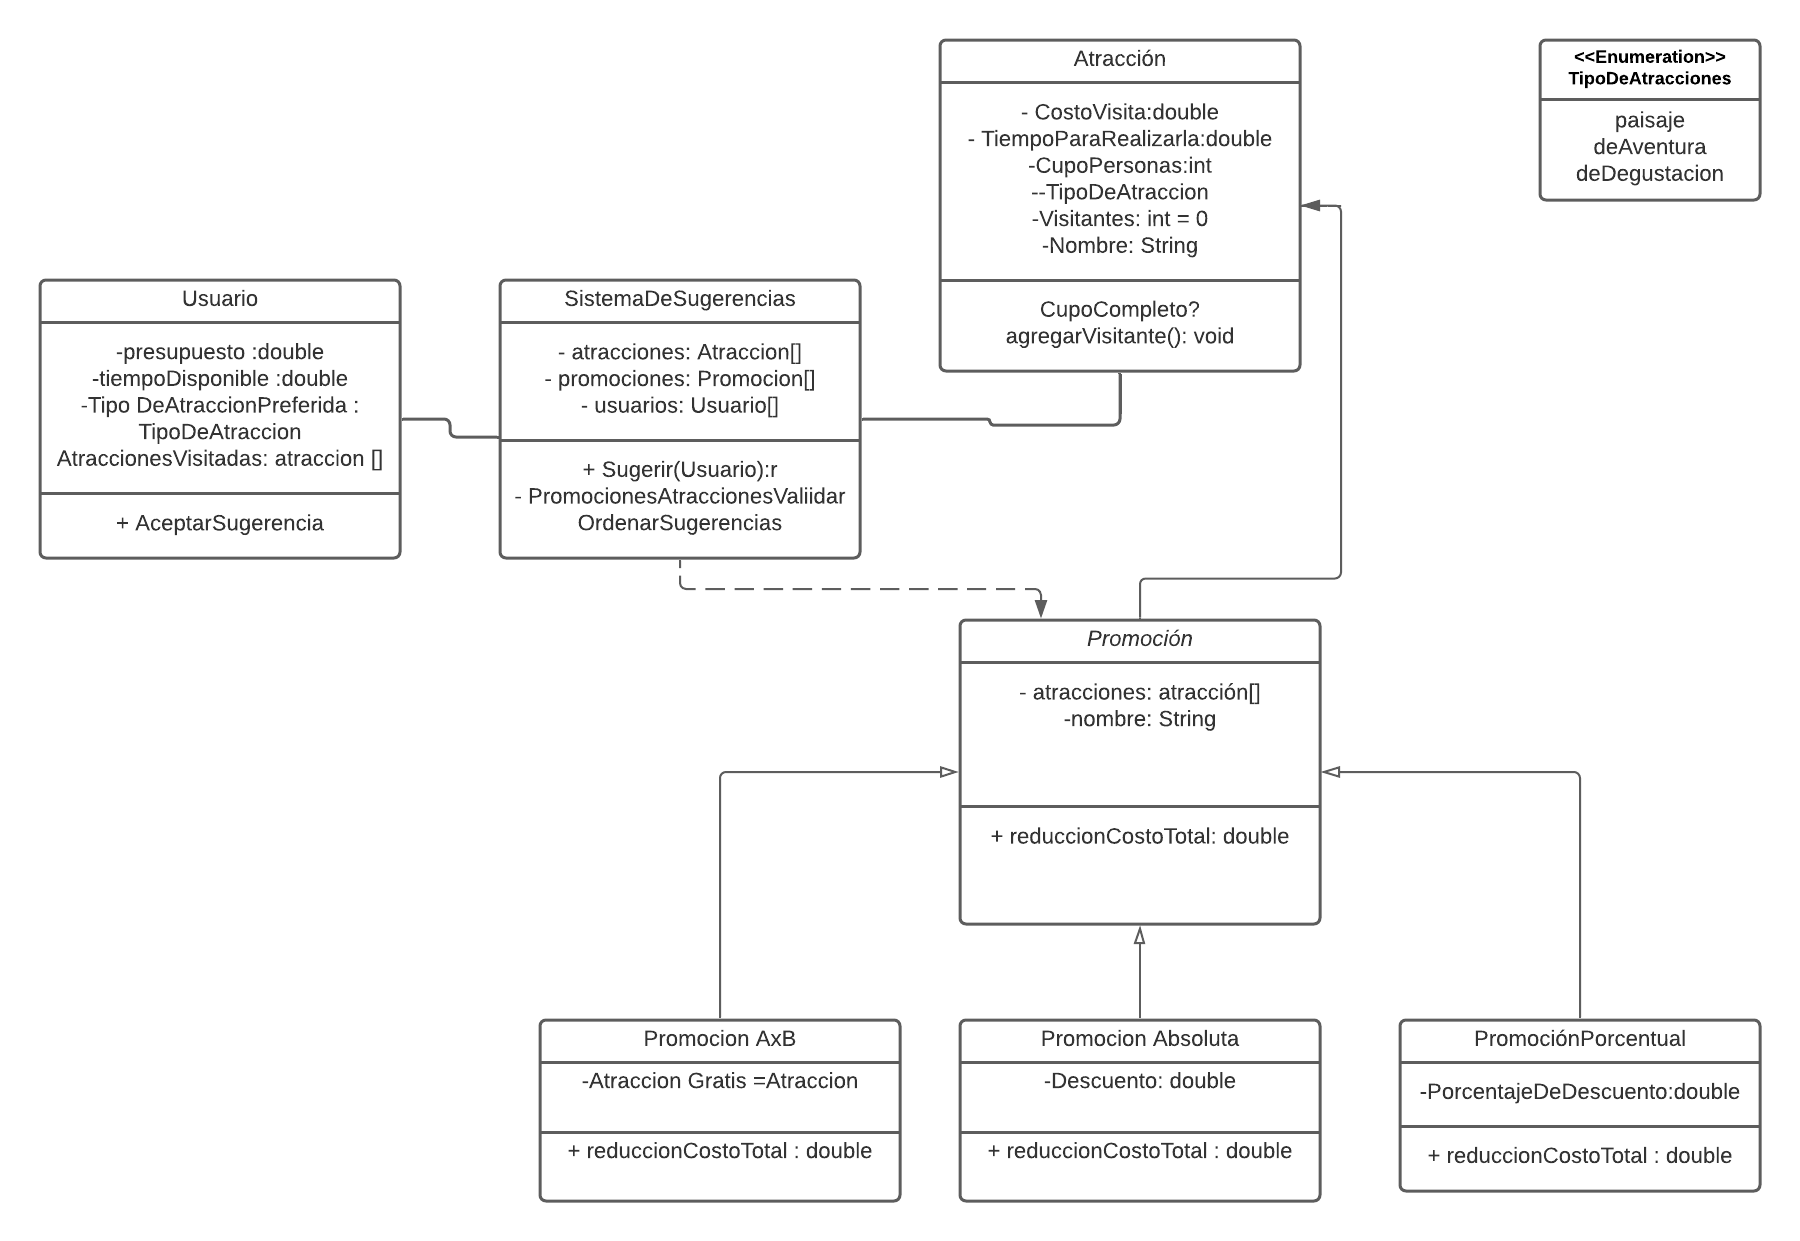 Atracción
- CostoVisita:double
- TiempoParaRealizarla:double
-CupoPersonas:int
--TipoDeAtraccion
-Visitantes: int = 0
-Nombre: String
CupoCompleto?
agregarVisitante(): void
<<Enumeration>>
TipoDeAtracciones
paisaje
deAventura
deDegustacion
Usuario
-presupuesto :double
-tiempoDisponible :double
-Tipo DeAtraccionPreferida :
TipoDeAtraccion
AtraccionesVisitadas: atraccion []
+ AceptarSugerencia
SistemaDeSugerencias
- atracciones: Atraccion[]
- promociones: Promocion[]
- usuarios: Usuario[]
+ Sugerir(Usuario):r
- PromocionesAtraccionesValiidar
OrdenarSugerencias
Promoción
- atracciones: atracción[]
-nombre: String
+ reduccionCostoTotal: double
Promocion AxB
-Atraccion Gratis =Atraccion
+ reduccionCostoTotal : double
Promocion Absoluta
-Descuento: double
+ reduccionCostoTotal : double
PromociónPorcentual
-PorcentajeDeDescuento:double
+ reduccionCostoTotal : double